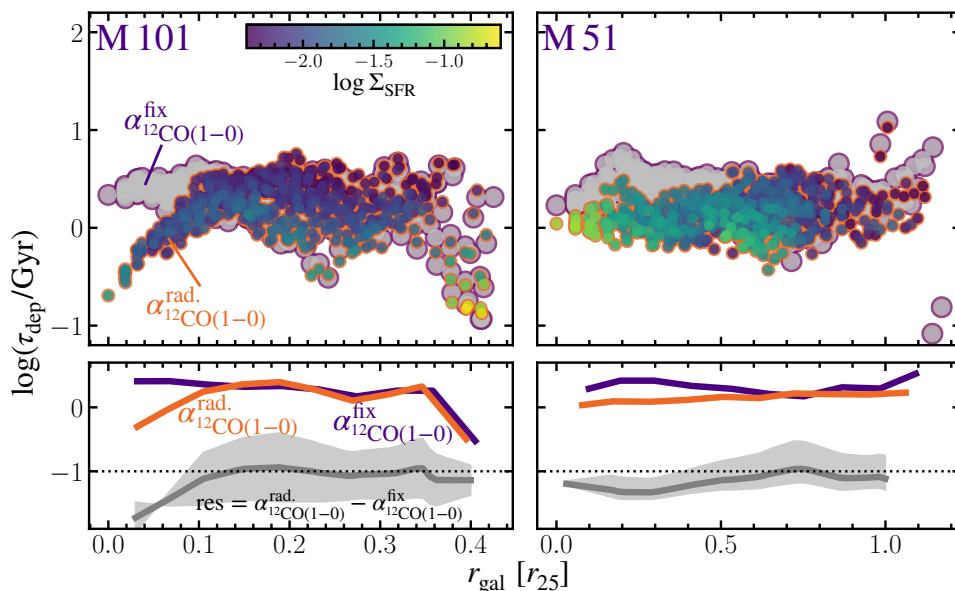 M 101
M 51
−2.0 −1.5 −1.0
log Σ_SFR
α^fix_12CO(1−0)
α^rad._12CO(1−0)
log(τ_dep/Gyr)
2
1
0
−1
α^rad._12CO(1−0)
α^fix_12CO(1−0)
0
−1
res = α^rad._12CO(1−0) − α^fix_12CO(1−0)
0.0 0.1 0.2 0.3 0.4
0.0 0.5 1.0
r_gal [r_25]